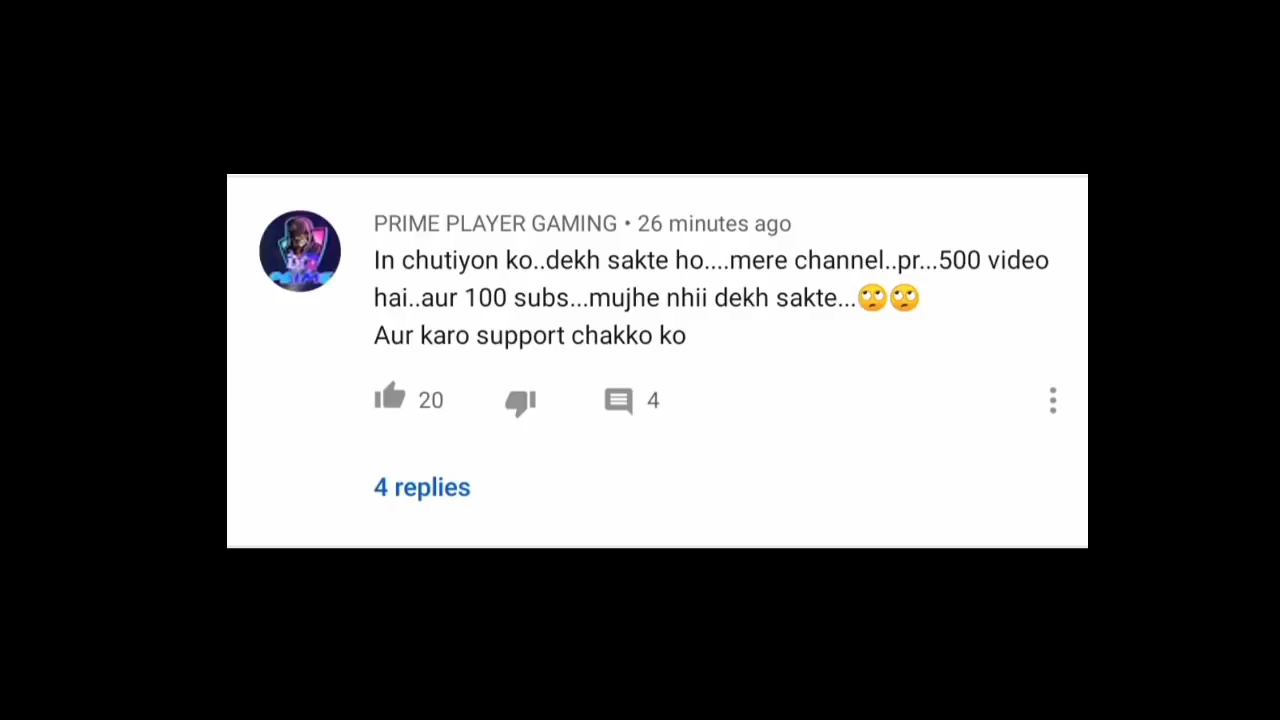 PRIME PLAYER GAMING • 26 minutes ago
In chutiyon ko..dekh sakte ho....mere channel..pr...500 video
hai..aur 100 subs...mujhe nhii dekh sakte...🙄🙄
Aur karo support chakko ko
20 4
4 replies